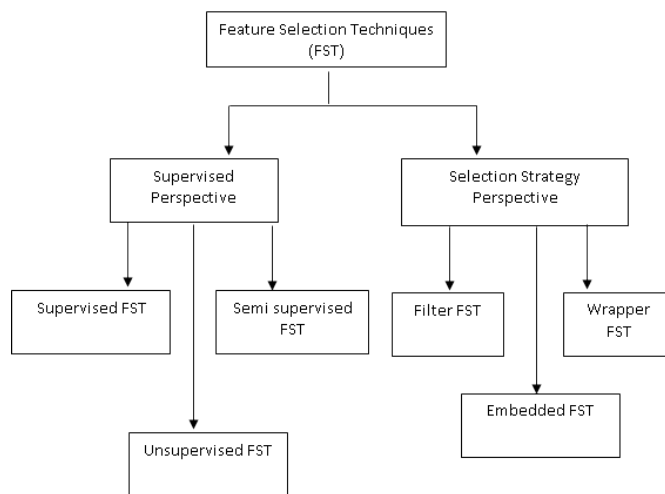 Feature Selection Techniques
(FST)
Supervised
Perspective
Selection Strategy
Perspective
Supervised FST
Semi supervised
FST
Filter FST
Wrapper
FST
Embedded FST
Unsupervised FST